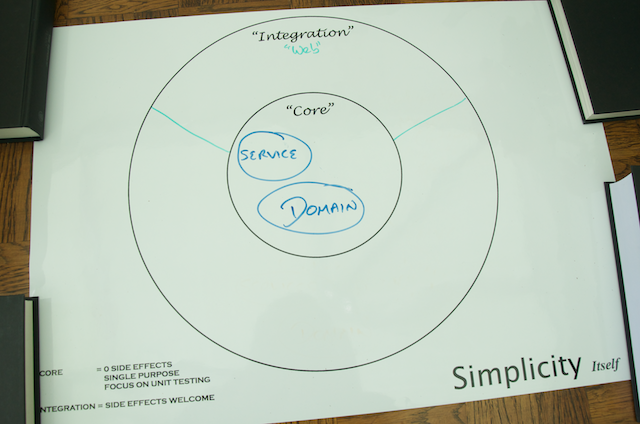 “Integration”
“Web”
“Core”
SERVICE
DOMAIN
CORE = 0 SIDE EFFECTS
SINGLE PURPOSE
FOCUS ON UNIT TESTING
INTEGRATION = SIDE EFFECTS WELCOME
Simplicity Itself